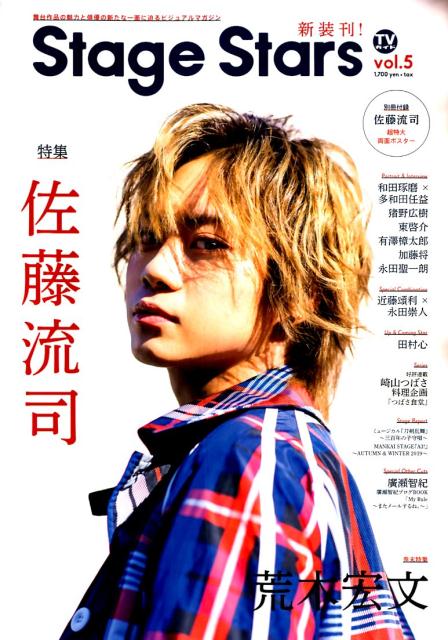 舞台作品の魅力と俳優の新たな一面に迫るビジュアルマガジン
新装刊!
Stage Stars
TV
ガイド
vol.5
1,700 yen + tax
別冊付録
佐藤流司
超特大
両面ポスター
特集
佐藤流司
Portrait & Interview
和田琢磨 ×
多和田任益
猪野広樹
東啓介
有澤樟太郎
加藤将
永田聖一朗
Special Combination
近藤頌利 ×
永田崇人
Up & Coming Star
田村心
Series
好評連載
崎山つばさ
料理企画
「つばさ食堂」
Stage Report
ミュージカル『刀剣乱舞』
~三百年の子守唄~
MANKAI STAGE『A3!』
~AUTUMN & WINTER 2019~
Special Other Cuts
廣瀬智紀
廣瀬智紀ブログBOOK
「My Rule
~またメールするね。~」
巻末特集
荒木宏文